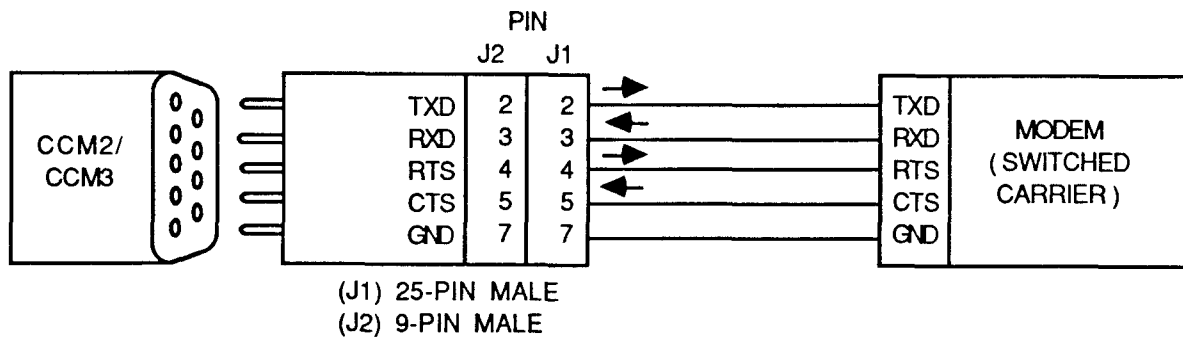 PIN
J2 J1
CCM2/
CCM3
TXD 2 2 TXD
RXD 3 3 RXD
RTS 4 4 RTS
CTS 5 5 CTS
GND 7 7 GND
MODEM
(SWITCHED
CARRIER)
(J1) 25-PIN MALE
(J2) 9-PIN MALE